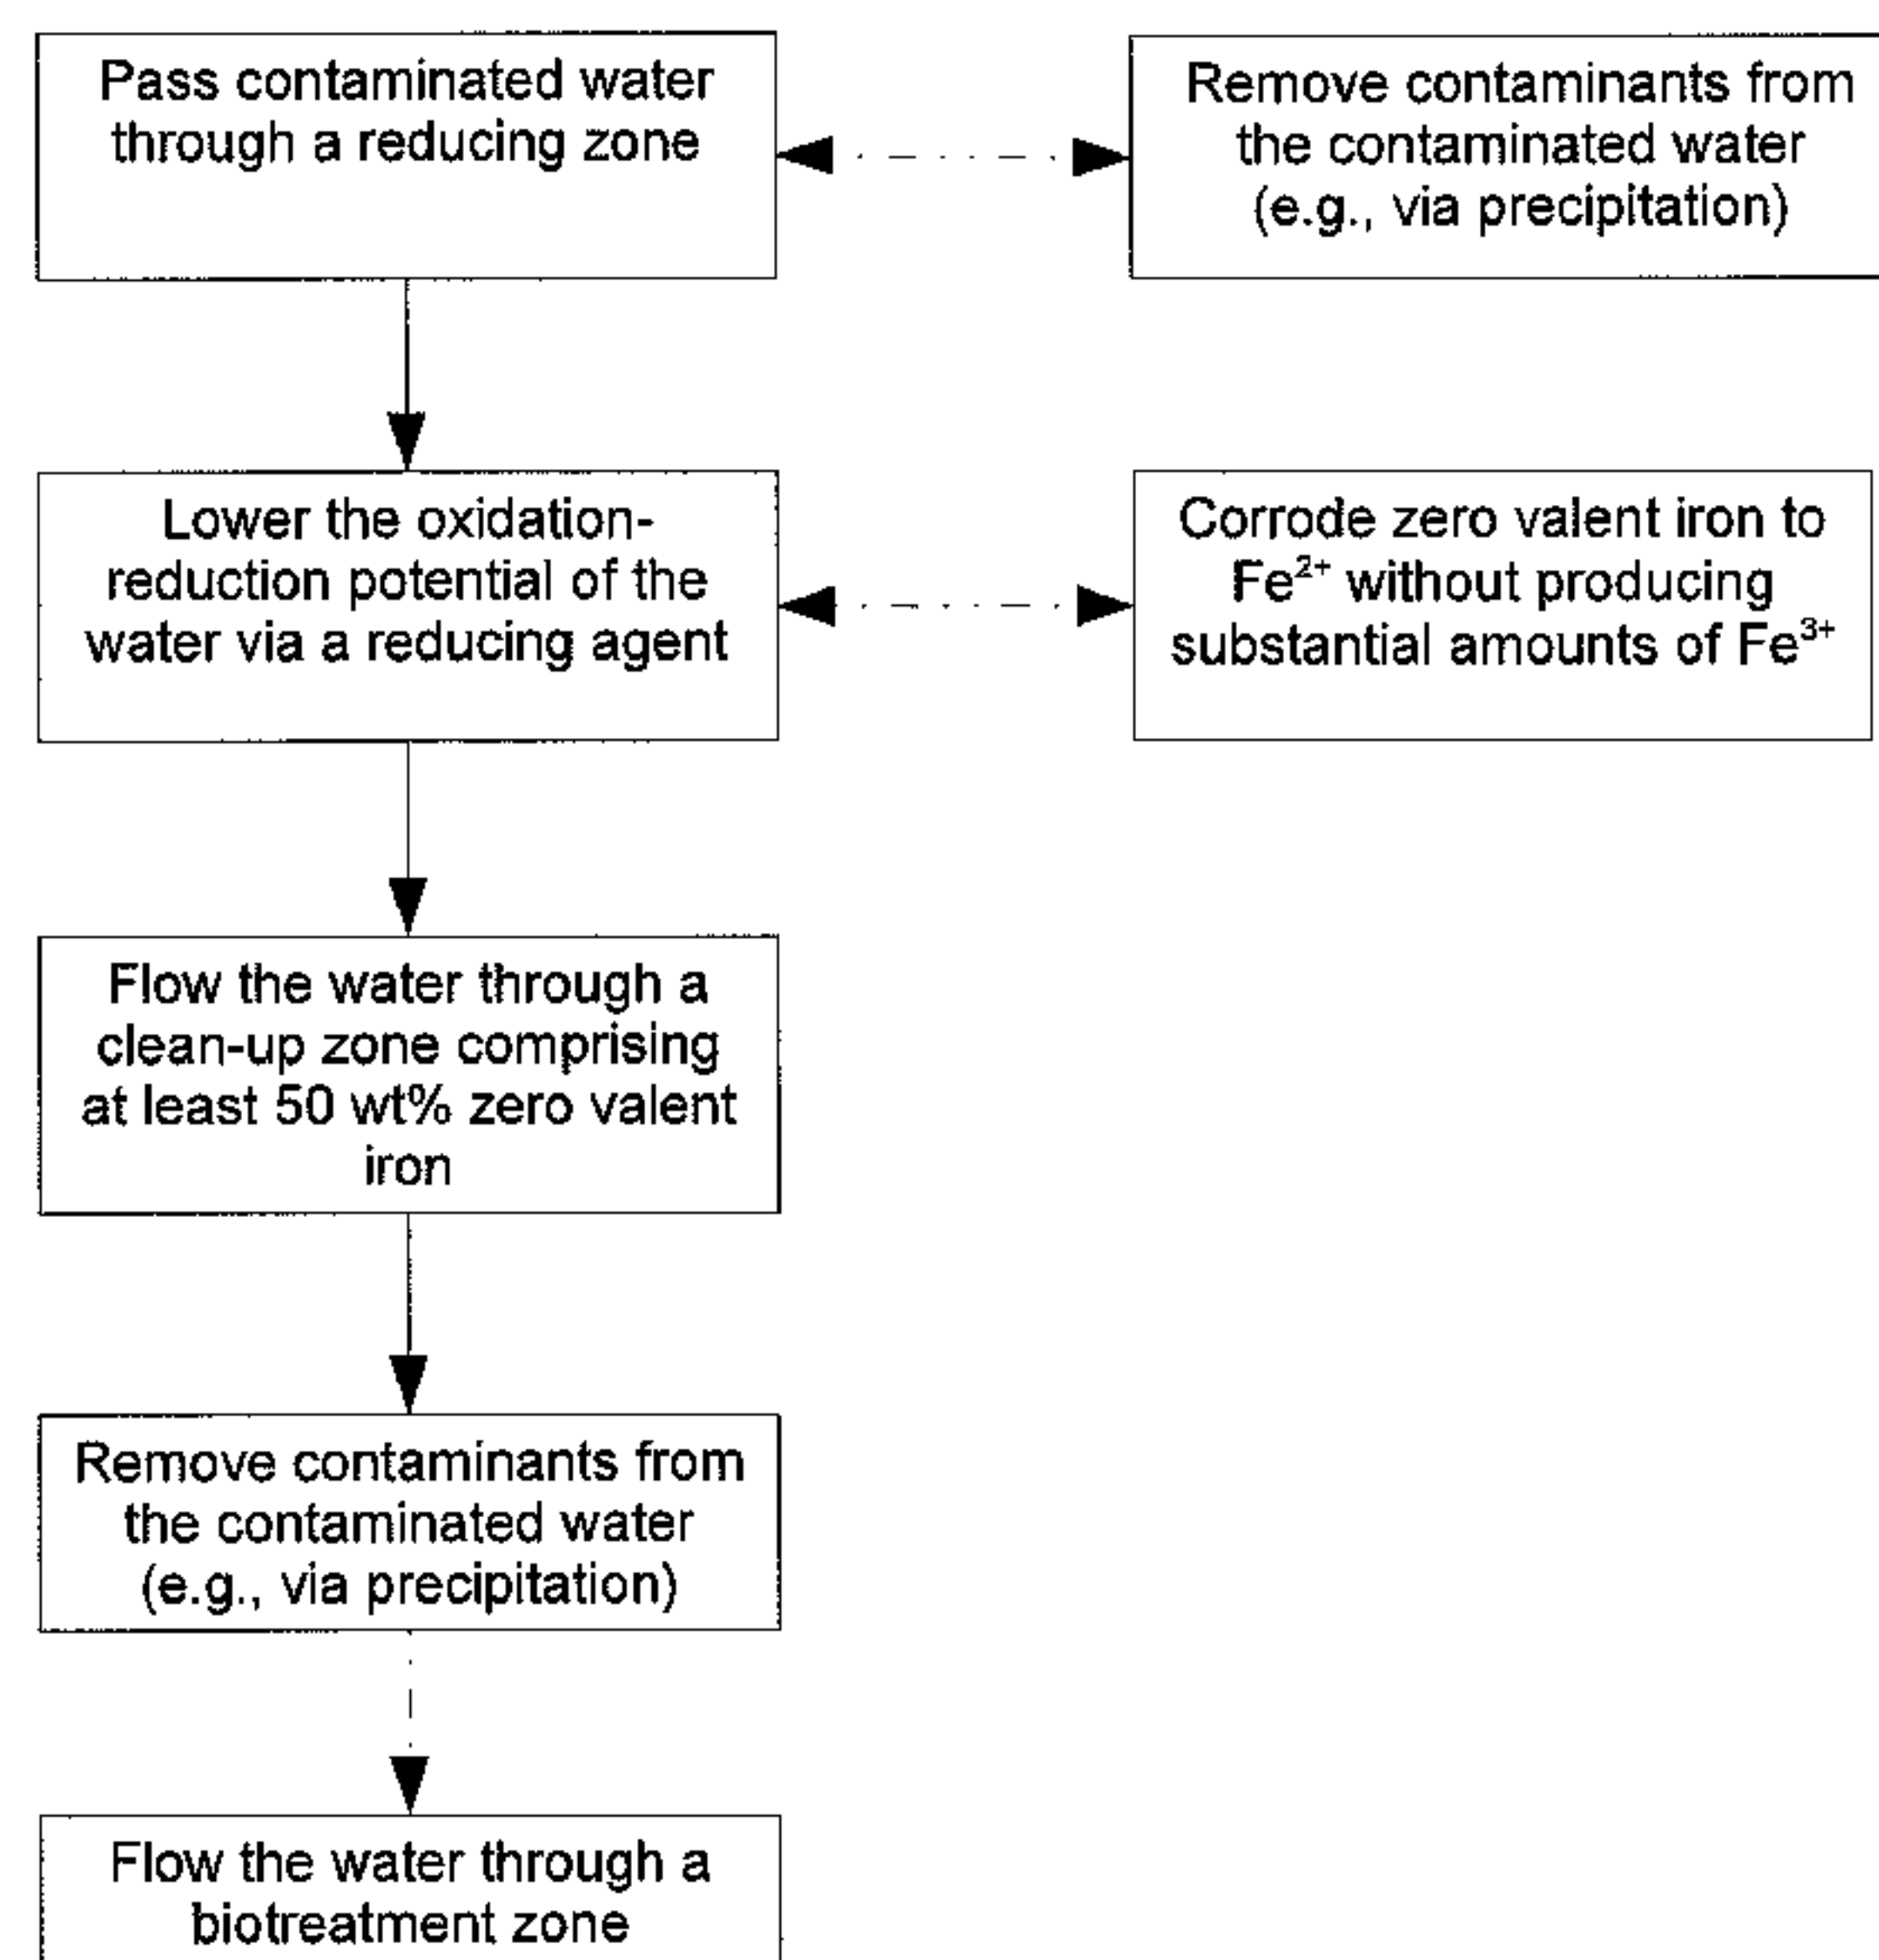 Pass contaminated water
through a reducing zone
Remove contaminants from
the contaminated water
(e.g., via precipitation)
Lower the oxidation-
reduction potential of the
water via a reducing agent
Corrode zero valent iron to
Fe²⁺ without producing
substantial amounts of Fe³⁺
Flow the water through a
clean-up zone comprising
at least 50 wt% zero valent
iron
Remove contaminants from
the contaminated water
(e.g., via precipitation)
Flow the water through a
biotreatment zone